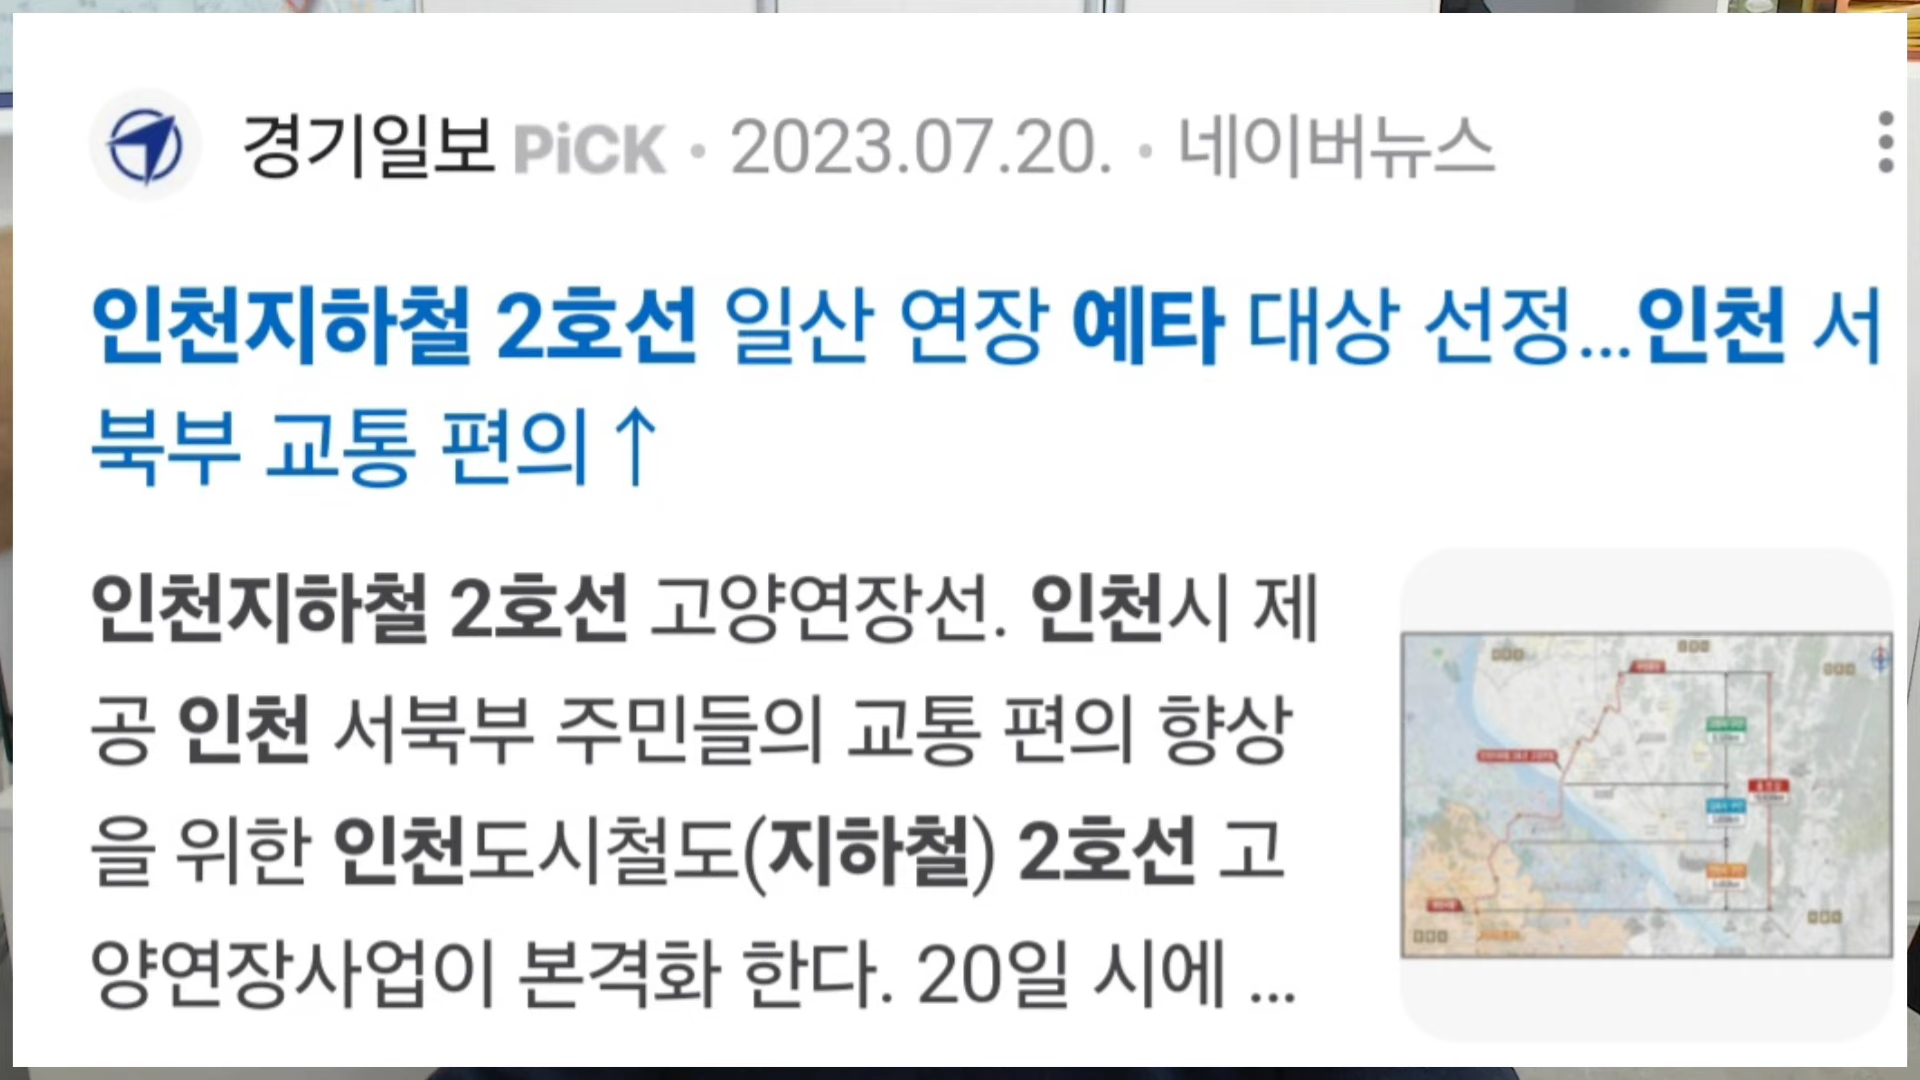 경기일보 PiCK · 2023.07.20. · 네이버뉴스
인천지하철 2호선 일산 연장 예타 대상 선정...인천 서
북부 교통 편의↑
인천지하철 2호선 고양연장선. 인천시 제
공 인천 서북부 주민들의 교통 편의 향상
을 위한 인천도시철도(지하철) 2호선 고
양연장사업이 본격화 한다. 20일 시에 ...